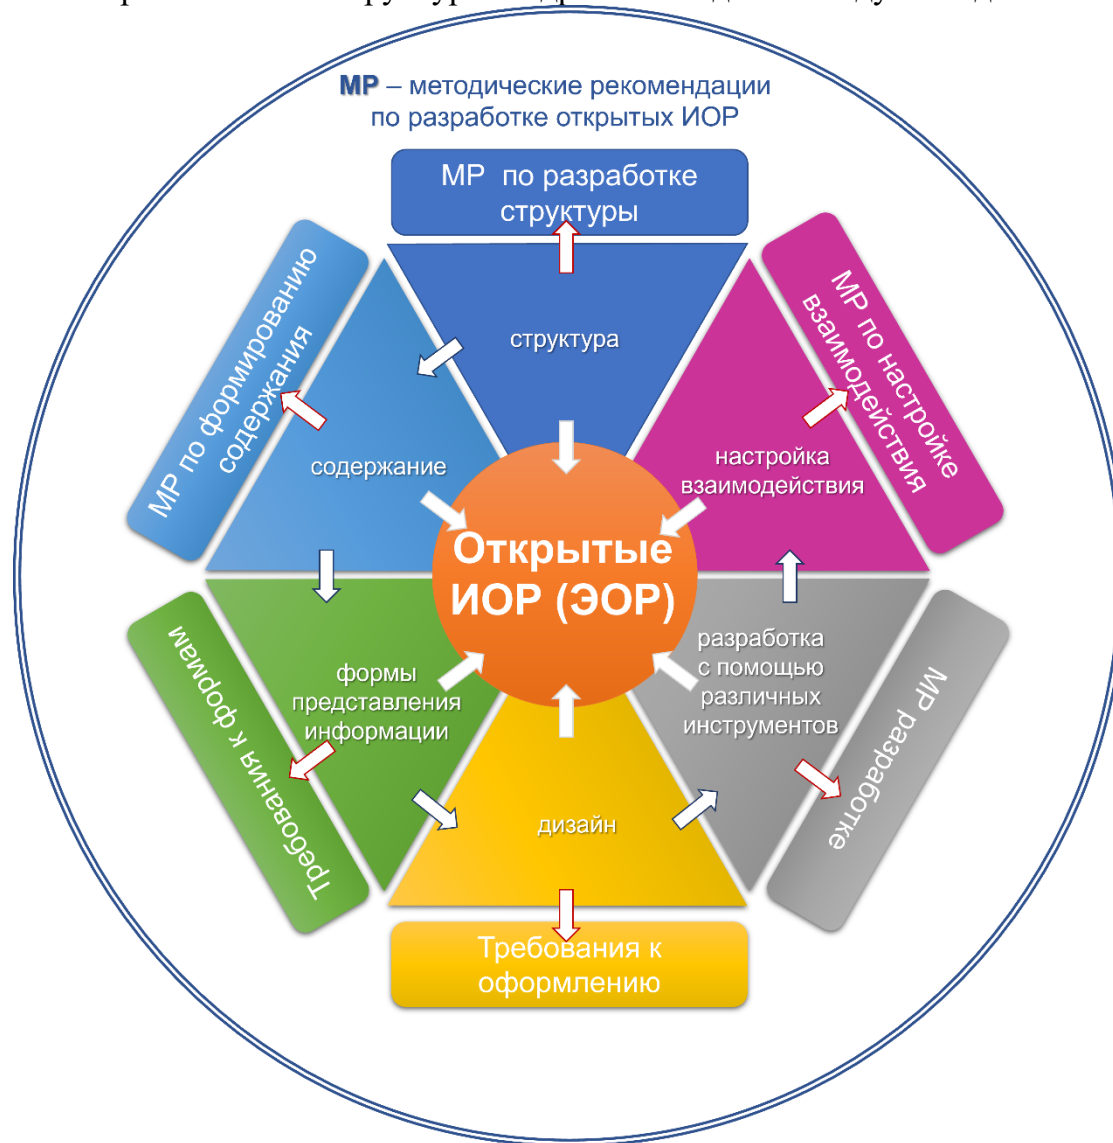 МР – методические рекомендации
по разработке открытых ИОР
МР по разработке
структуры
МР по формированию
содержания
МР по настройке
взаимодействия
структура
содержание
настройка
взаимодействия
Открытые
ИОР (ЭОР)
формы
представления
информации
разработка
с помощью
различных
инструментов
дизайн
Требования к формам
МР разработке
Требования к
оформлению